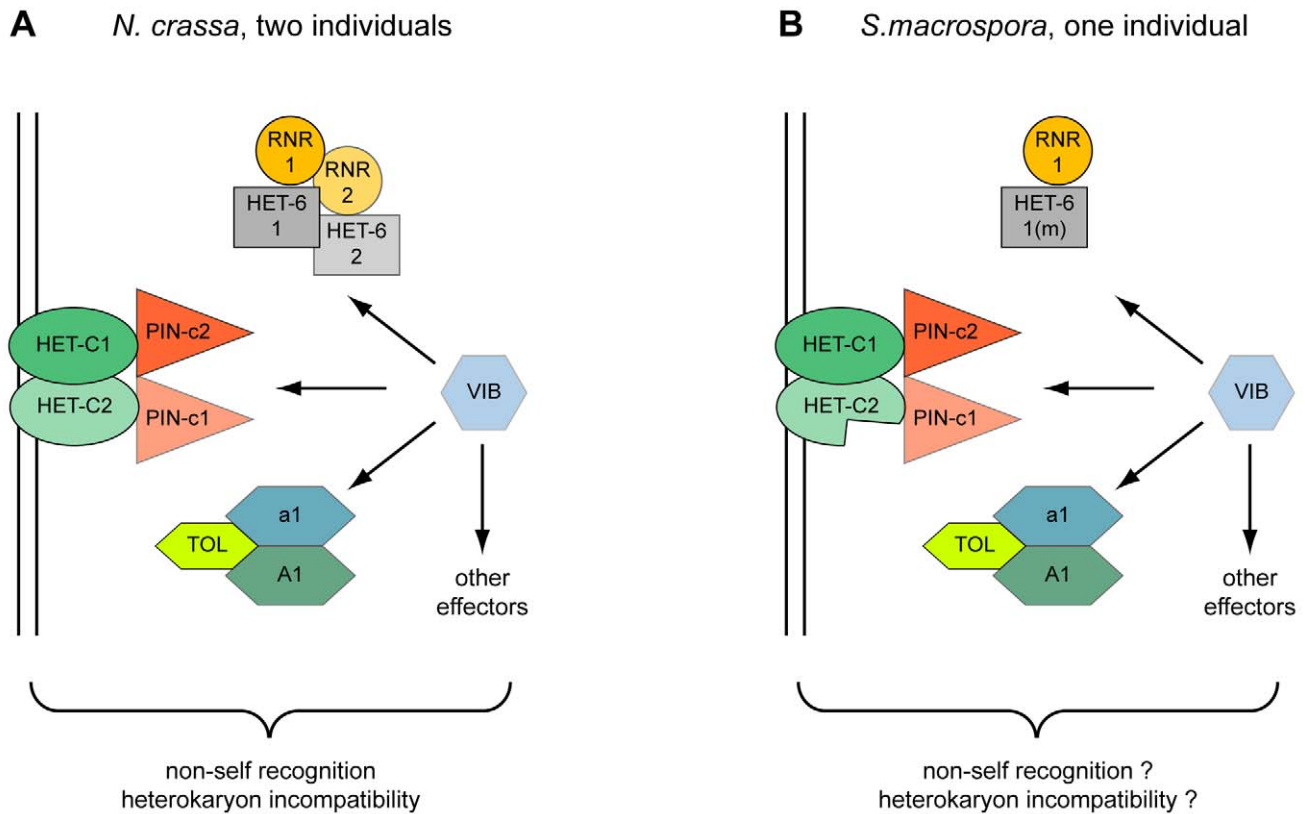 A N. crassa, two individuals
RNR
1
RNR
2
HET-6
1
HET-6
2
HET-C1
PIN-c2
HET-C2
PIN-c1
VIB
a1
TOL
A1
other
effectors
non-self recognition
heterokaryon incompatibility
B S.macrospora, one individual
RNR
1
HET-6
1(m)
HET-C1
PIN-c2
HET-C2
PIN-c1
VIB
a1
TOL
A1
other
effectors
non-self recognition ?
heterokaryon incompatibility ?